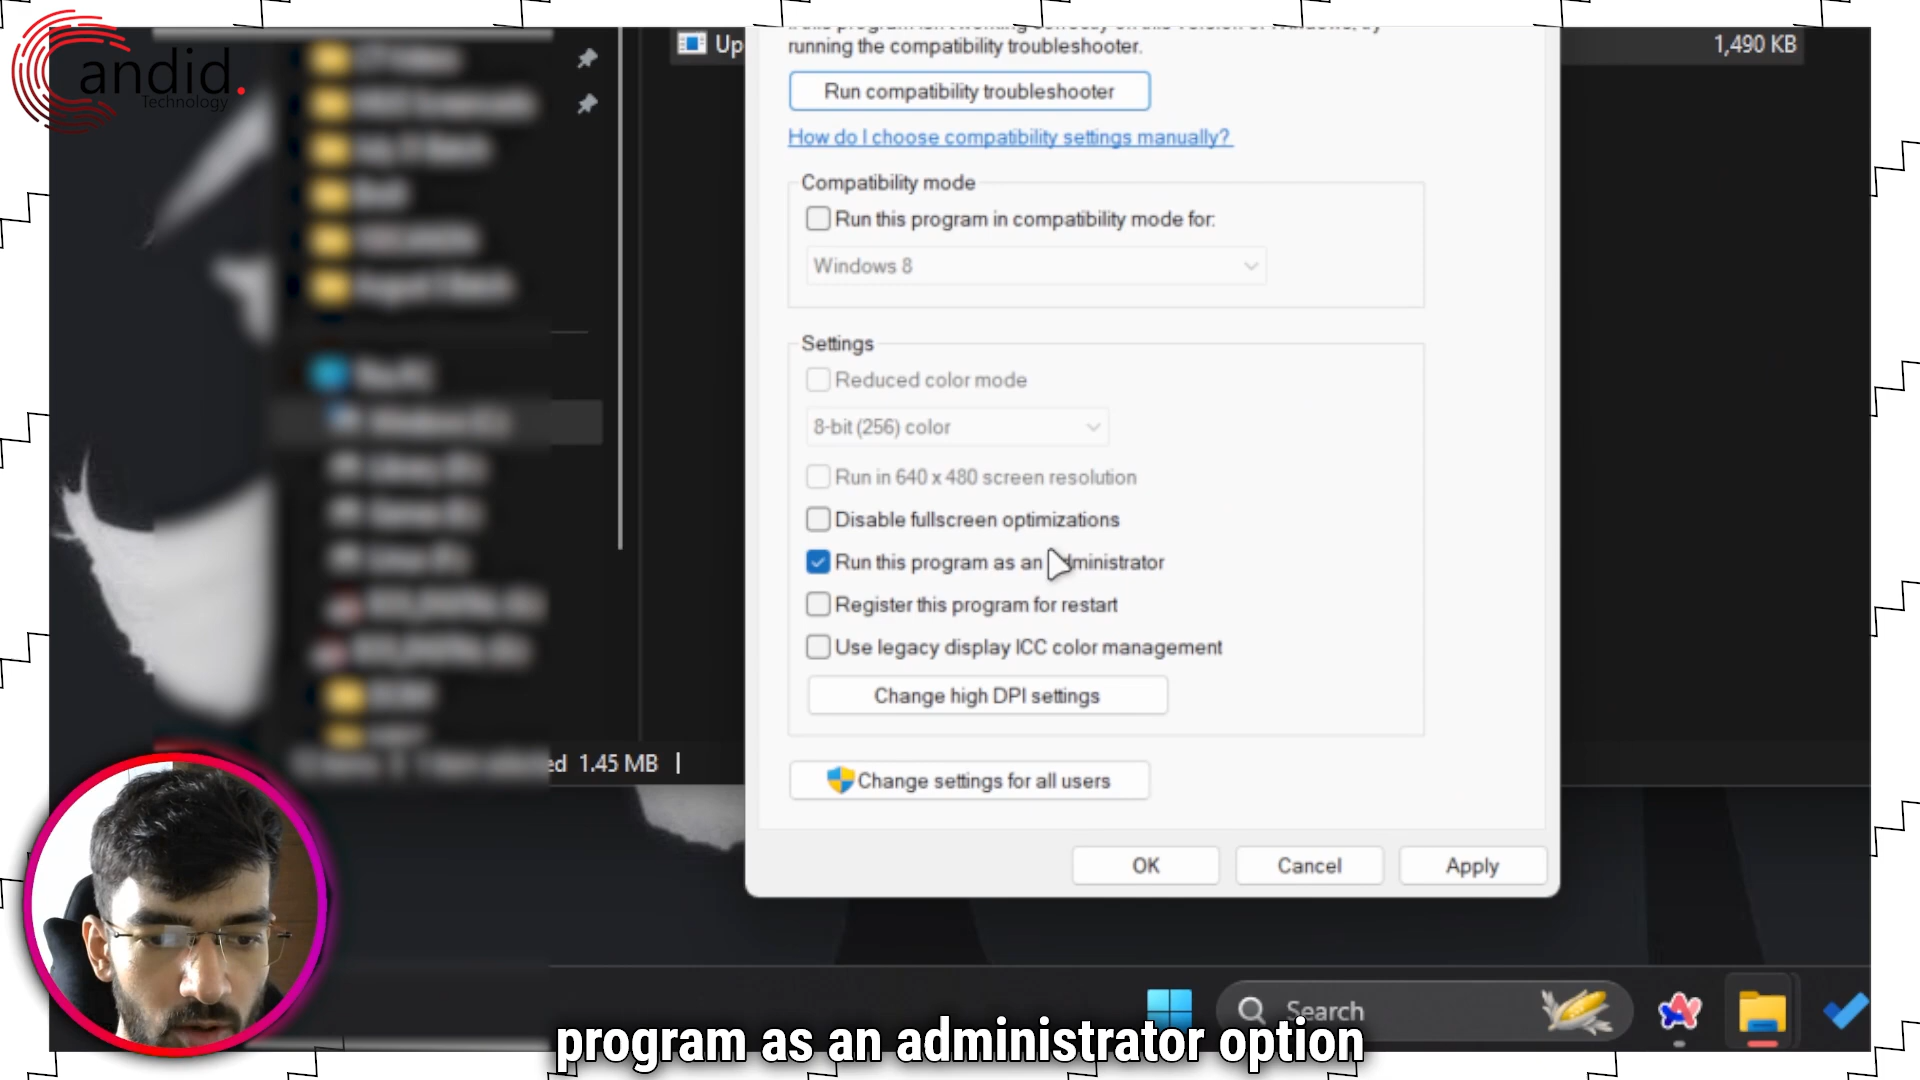 andid.
Technology
Up
1,490 KB
running the compatibility troubleshooter.
Run compatibility troubleshooter
How do I choose compatibility settings manually?
Compatibility mode
Run this program in compatibility mode for:
Windows 8
Settings
Reduced color mode
8-bit (256) color
Run in 640 x 480 screen resolution
Disable fullscreen optimizations
Run this program as an administrator
Register this program for restart
Use legacy display ICC color management
Change high DPI settings
1.45 MB
Change settings for all users
OK
Cancel
Apply
Search
program as an administrator option